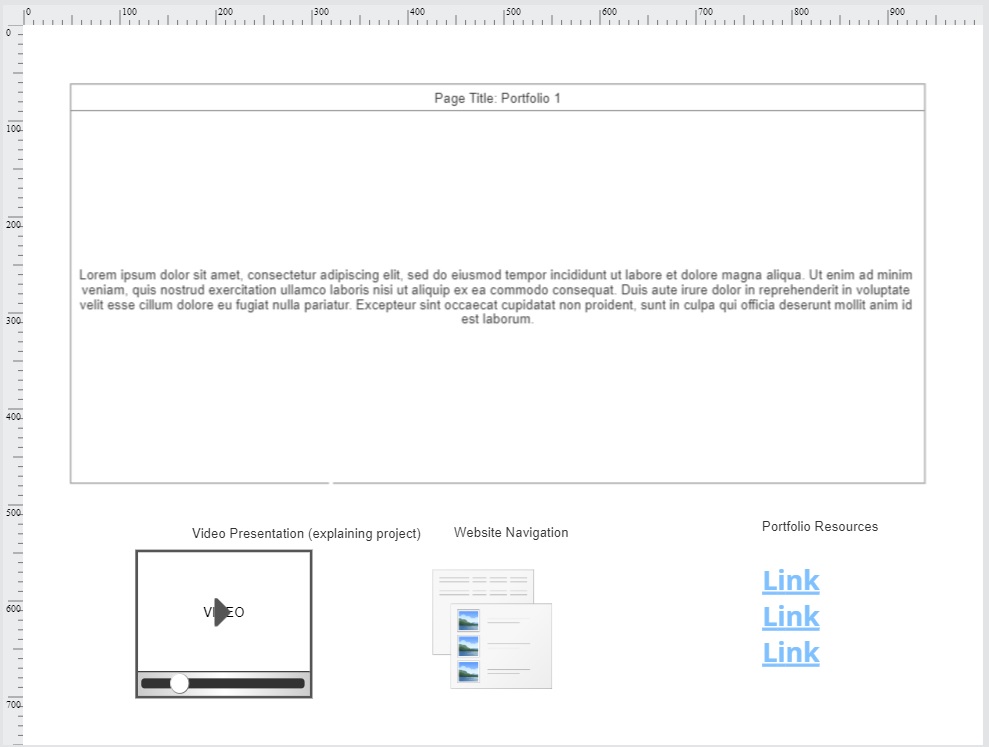 0 100 200 300 400 500 600 700 800 900
0
100
200
300
400
500
600
700
Page Title: Portfolio 1
Lorem ipsum dolor sit amet, consectetur adipiscing elit, sed do eiusmod tempor incididunt ut labore et dolore magna aliqua. Ut enim ad minim
veniam, quis nostrud exercitation ullamco laboris nisi ut aliquip ex ea commodo consequat. Duis aute irure dolor in reprehenderit in voluptate
velit esse cillum dolore eu fugiat nulla pariatur. Excepteur sint occaecat cupidatat non proident, sunt in culpa qui officia deserunt mollit anim id
est laborum.
Video Presentation (explaining project)
Website Navigation
Portfolio Resources
VIDEO
Link
Link
Link